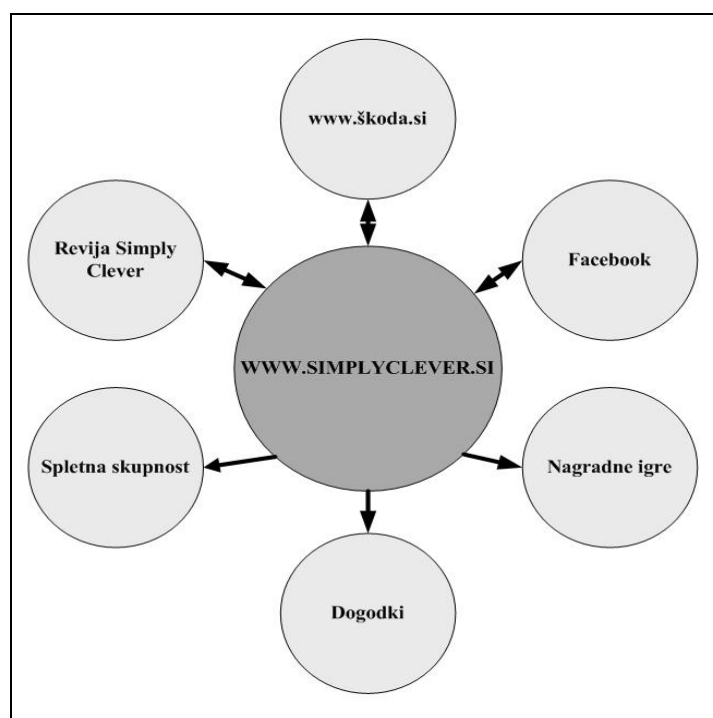 www.škoda.si
Revija Simply
Clever
Facebook
WWW.SIMPLYCLEVER.SI
Spletna skupnost
Nagradne igre
Dogodki